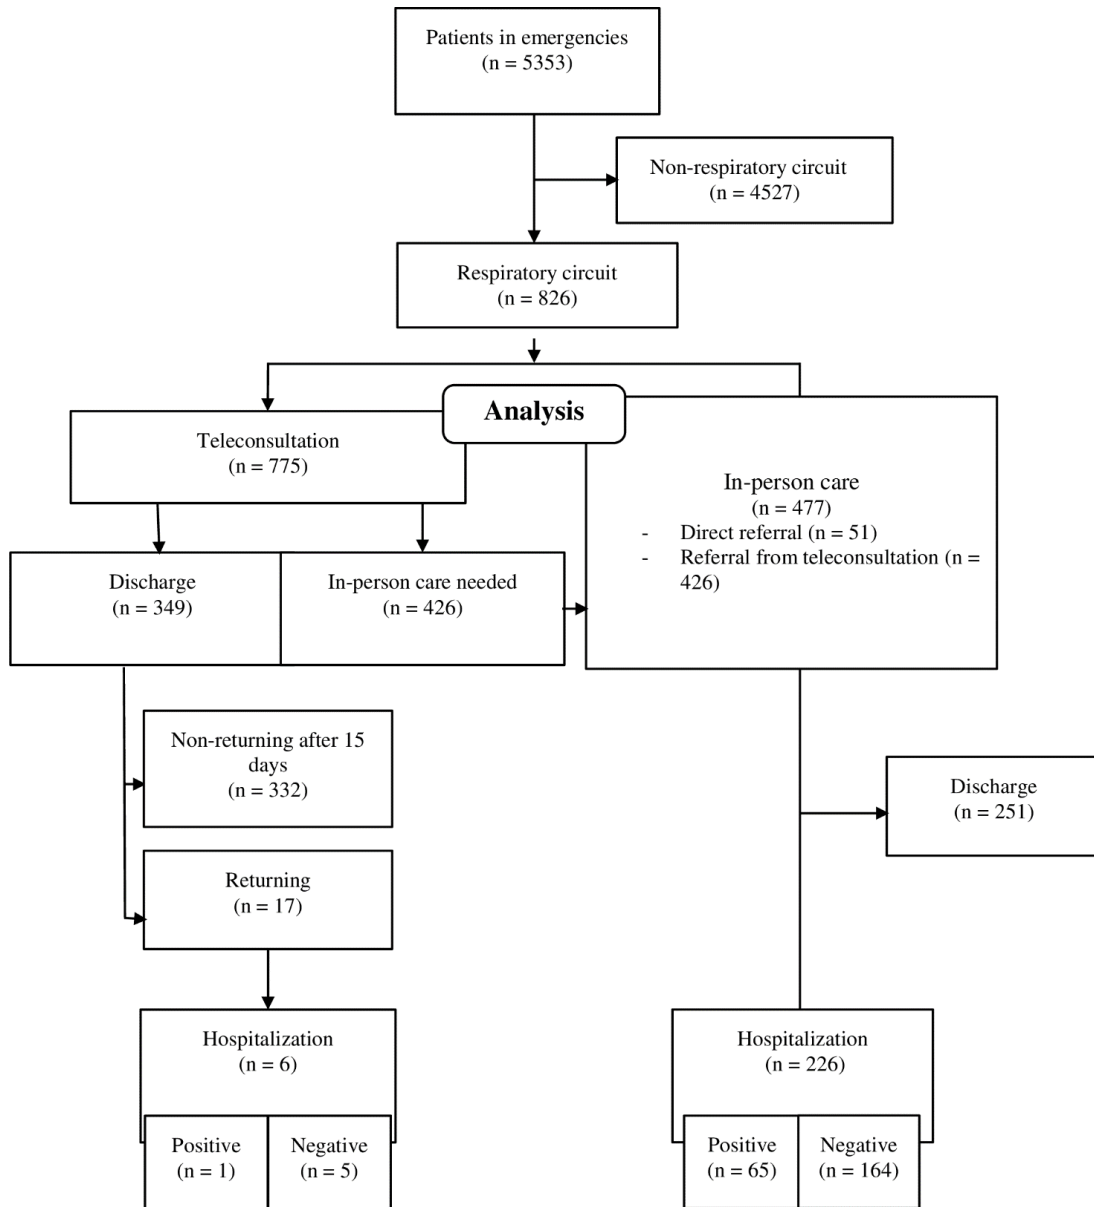 Patients in emergencies
(n = 5353)
Non-respiratory circuit
(n = 4527)
Respiratory circuit
(n = 826)
Analysis
Teleconsultation
(n = 775)
In-person care
(n = 477)
- Direct referral (n = 51)
- Referral from teleconsultation (n =
426)
Discharge
(n = 349)
In-person care needed
(n = 426)
Non-returning after 15
days
(n = 332)
Discharge
(n = 251)
Returning
(n = 17)
Hospitalization
(n = 6)
Positive
(n = 1)
Negative
(n = 5)
Hospitalization
(n = 226)
Positive
(n = 65)
Negative
(n = 164)